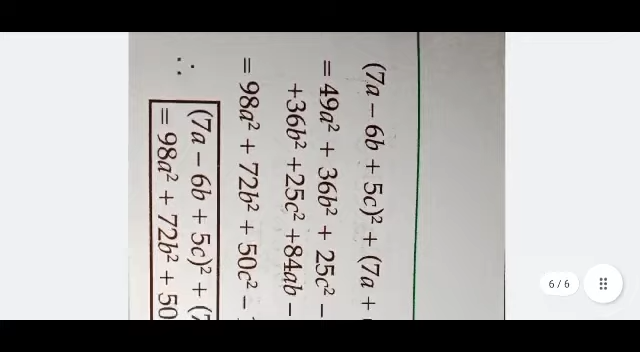 (7a − 6b + 5c)² + (7a +
= 49a² + 36b² + 25c² −
+36b² +25c² +84ab −
= 98a² + 72b² + 50c² −
∴ (7a − 6b + 5c)² + (7
= 98a² + 72b² + 50
6 / 6